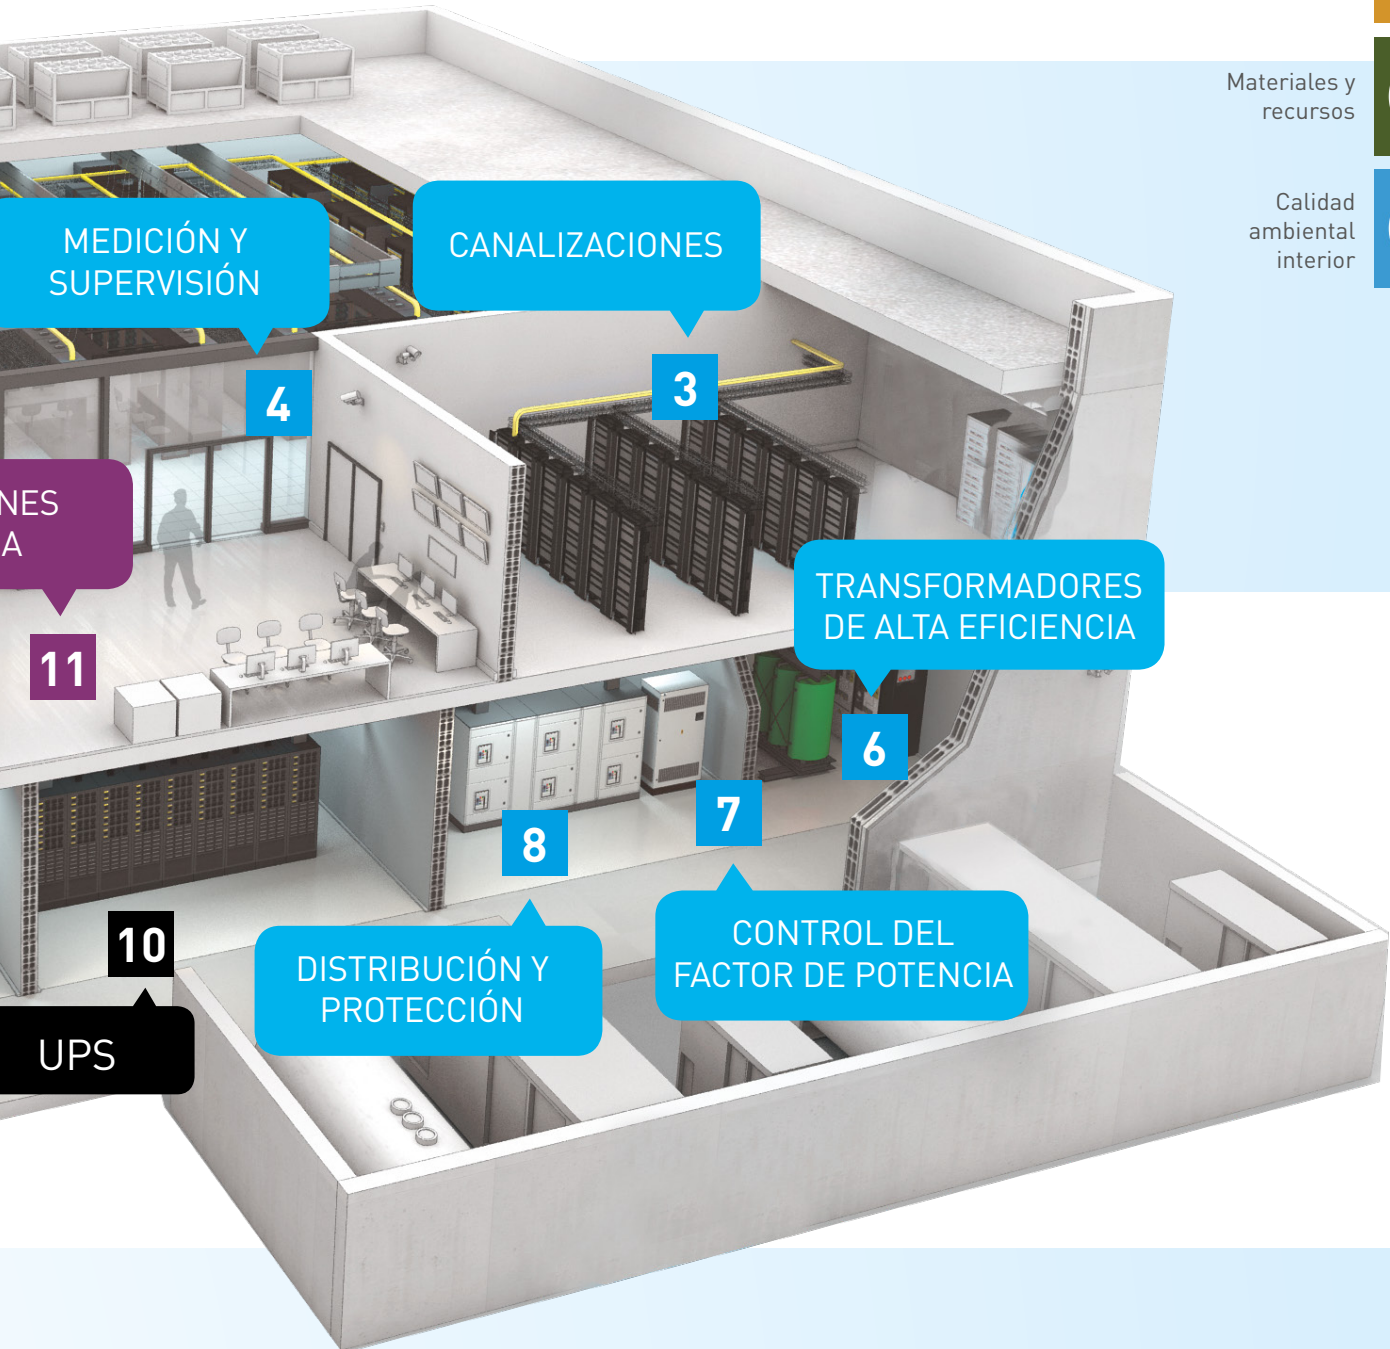 Materiales y
recursos
Calidad
ambiental
interior
MEDICIÓN Y
SUPERVISIÓN
4
CANALIZACIONES
3
NES
A
11
TRANSFORMADORES
DE ALTA EFICIENCIA
6
7
CONTROL DEL
FACTOR DE POTENCIA
8
DISTRIBUCIÓN Y
PROTECCIÓN
10
UPS